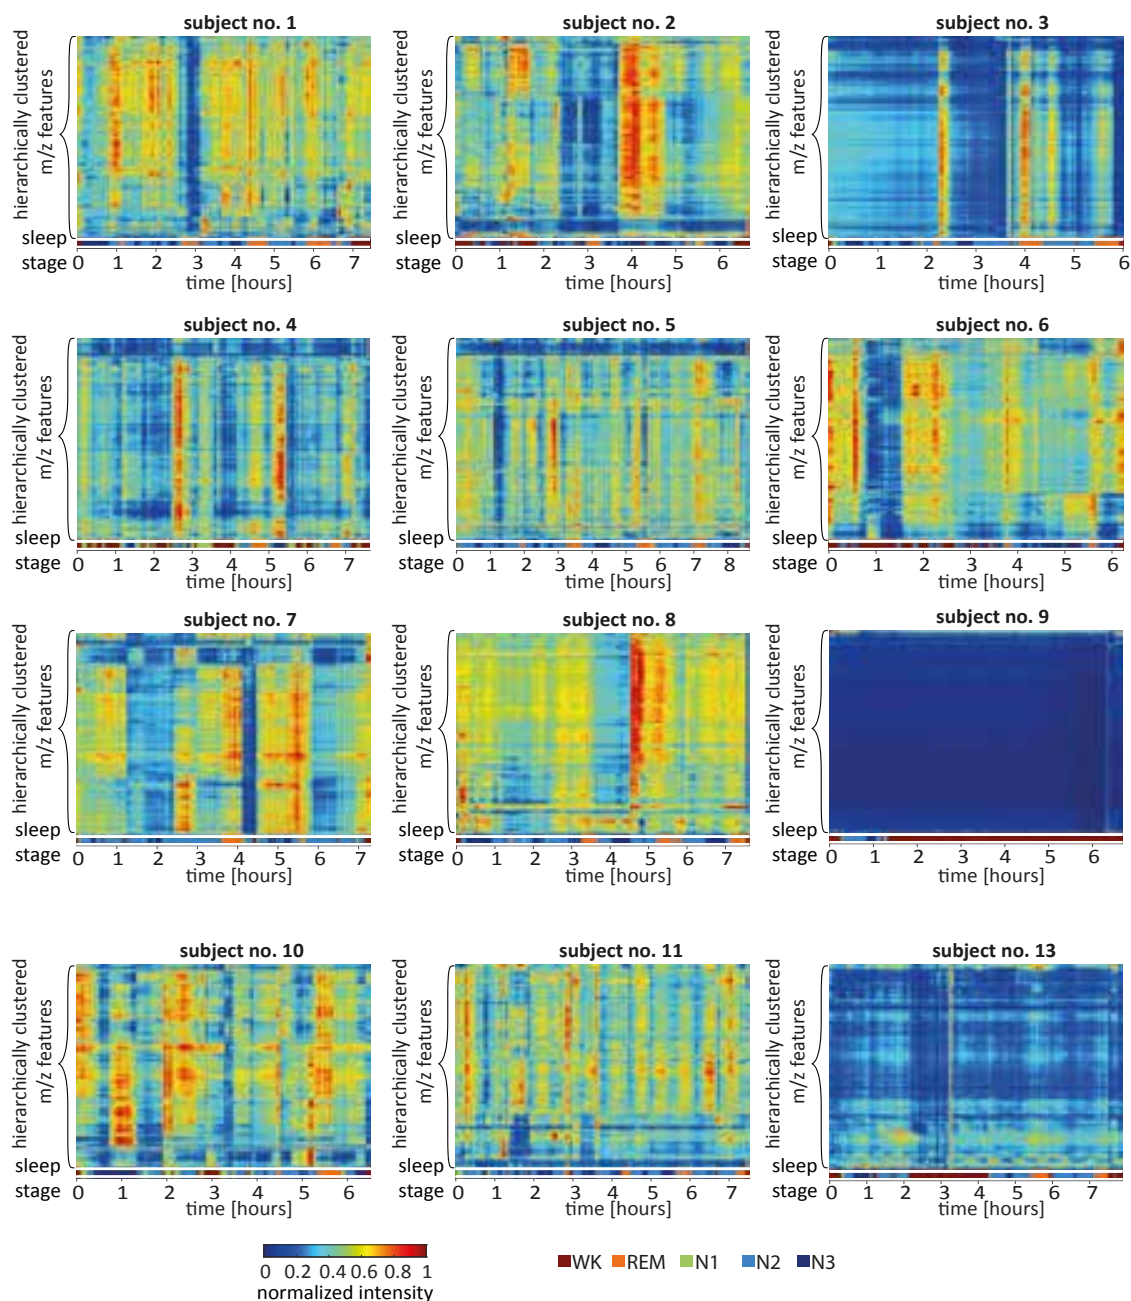 subject no. 1
hierarchically clustered
m/z features
sleep
stage
0 1 2 3 4 5 6 7
time [hours]
subject no. 2
hierarchically clustered
m/z features
sleep
stage
0 1 2 3 4 5 6
time [hours]
subject no. 3
hierarchically clustered
m/z features
sleep
stage
0 1 2 3 4 5 6
time [hours]
subject no. 4
hierarchically clustered
m/z features
sleep
stage
0 1 2 3 4 5 6 7
time [hours]
subject no. 5
hierarchically clustered
m/z features
sleep
stage
0 1 2 3 4 5 6 7 8
time [hours]
subject no. 6
hierarchically clustered
m/z features
sleep
stage
0 1 2 3 4 5 6
time [hours]
subject no. 7
hierarchically clustered
m/z features
sleep
stage
0 1 2 3 4 5 6 7
time [hours]
subject no. 8
hierarchically clustered
m/z features
sleep
stage
0 1 2 3 4 5 6 7
time [hours]
subject no. 9
hierarchically clustered
m/z features
sleep
stage
0 1 2 3 4 5 6
time [hours]
subject no. 10
hierarchically clustered
m/z features
sleep
stage
0 1 2 3 4 5 6
time [hours]
subject no. 11
hierarchically clustered
m/z features
sleep
stage
0 1 2 3 4 5 6 7
time [hours]
subject no. 13
hierarchically clustered
m/z features
sleep
stage
0 1 2 3 4 5 6 7
time [hours]
0 0.2 0.4 0.6 0.8 1
normalized intensity
WK REM N1 N2 N3